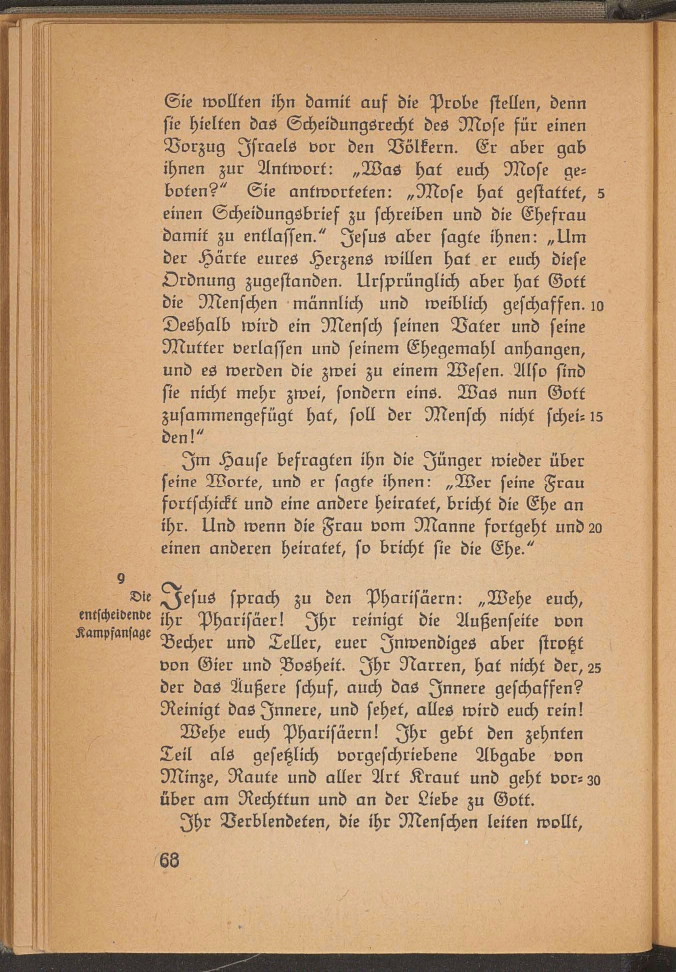 Sie wollten ihn damit auf die Probe stellen, denn
sie hielten das Scheidungsrecht des Mose für einen
Vorzug Israels vor den Völkern. Er aber gab
ihnen zur Antwort: „Was hat euch Mose ge-
boten?“ Sie antworteten: „Mose hat gestattet, 5
einen Scheidungsbrief zu schreiben und die Ehefrau
damit zu entlassen.“ Jesus aber sagte ihnen: „Um
der Härte eures Herzens willen hat er euch diese
Ordnung zugestanden. Ursprünglich aber hat Gott
die Menschen männlich und weiblich geschaffen. 10
Deshalb wird ein Mensch seinen Vater und seine
Mutter verlassen und seinem Ehegemahl anhangen,
und es werden die zwei zu einem Wesen. Also sind
sie nicht mehr zwei, sondern eins. Was nun Gott
zusammengefügt hat, soll der Mensch nicht schei- 15
den!“
Im Hause befragten ihn die Jünger wieder über
seine Worte, und er sagte ihnen: „Wer seine Frau
fortschickt und eine andere heiratet, bricht die Ehe an
ihr. Und wenn die Frau vom Manne fortgeht und 20
einen anderen heiratet, so bricht sie die Ehe.“
9
Die
entscheidende
Kampfansage
Jesus sprach zu den Pharisäern: „Wehe euch,
ihr Pharisäer! Ihr reinigt die Außenseite von
Becher und Teller, euer Inwendiges aber strotzt
von Gier und Bosheit. Ihr Narren, hat nicht der, 25
der das Äußere schuf, auch das Innere geschaffen?
Reinigt das Innere, und sehet, alles wird euch rein!
Wehe euch Pharisäern! Ihr gebt den zehnten
Teil als gesetzlich vorgeschriebene Abgabe von
Minze, Raute und aller Art Kraut und geht vor- 30
über am Rechttun und an der Liebe zu Gott.
Ihr Verblendeten, die ihr Menschen leiten wollt,
68